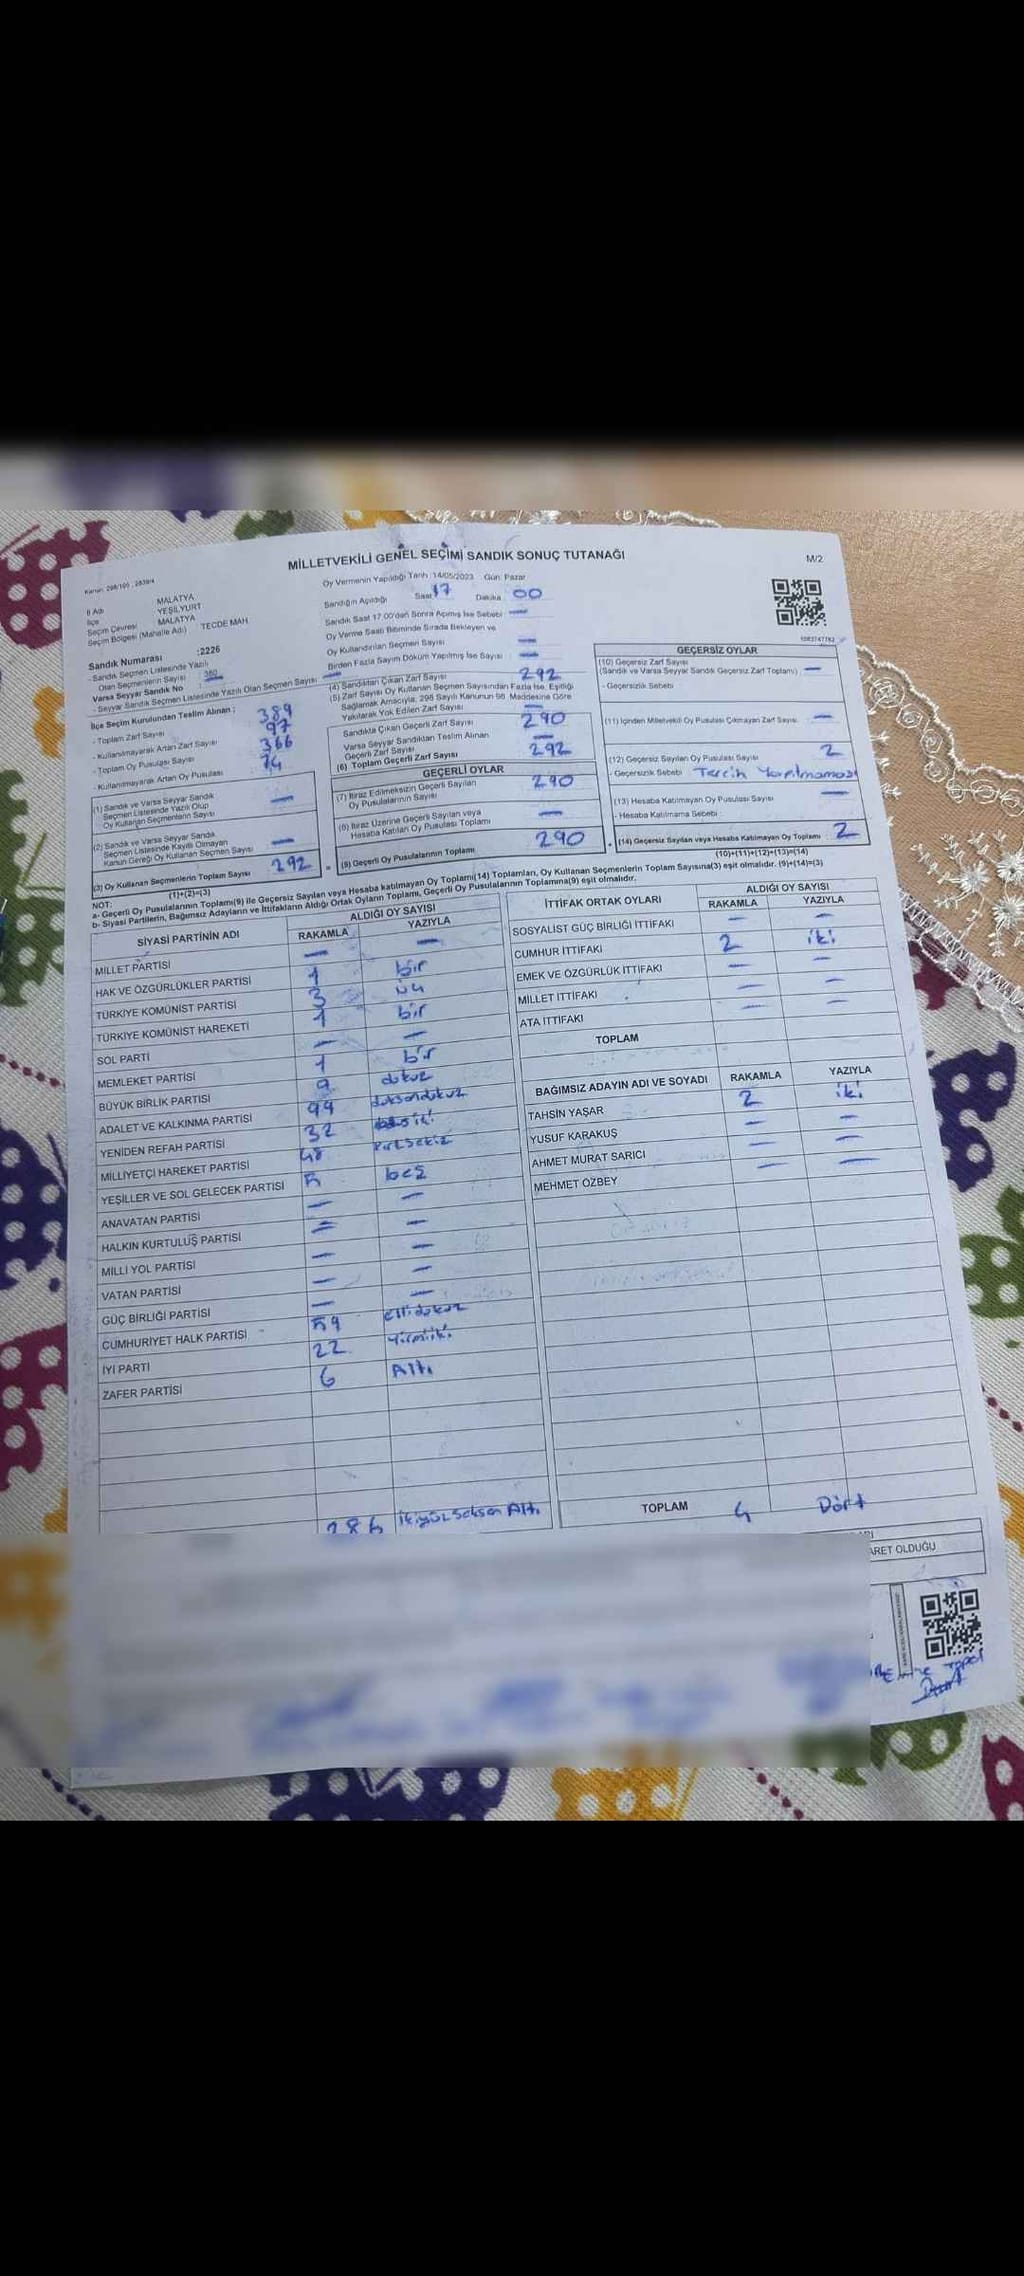 MİLLETVEKİLİ GENEL SEÇİMİ SANDIK SONUÇ TUTANAĞI
M/2
Oy Vermenin Yapıldığı Tarih :14/05/2023 Gün: Pazar
İl Adı MALATYA
İlçe YEŞİLYURT
Seçim Çevresi MALATYA
Seçim Bölgesi (Mahalle Adı) TECDE MAH.
Sandığın Açıldığı Saat 17 Dakika 00
Sandık Saat 17.00'den Sonra Açımış İse Sebebi : —
Oy Verme Saati Bitiminde Sırada Bekleyen ve
Oy Kullandırılan Seçmen Sayısı —
Birden Fazla Sayım Döküm Yapılmış İse Sayısı : —
Sandık Numarası :2226
- Sandık Seçmen Listesinde Yazılı
Olan Seçmenlerin Sayısı : 380
Varsa Seyyar Sandık No
- Seyyar Sandık Seçmen Listesinde Yazılı Olan Seçmen Sayısı : —
İlçe Seçim Kurulundan Teslim Alınan ;
- Toplam Zarf Sayısı 389
- Kullanılmayarak Artan Zarf Sayısı 97
- Toplam Oy Pusulası Sayısı 366
- Kullanılmayarak Artan Oy Pusulası 74
(1) Sandık ve Varsa Seyyar Sandık
Seçmen Listesinde Yazılı Olup
Oy Kullanan Seçmenlerin Sayısı —
(2) Sandık ve Varsa Seyyar Sandık
Seçmen Listesinde Kayıtlı Olmayan
Kanun Gereği Oy Kullanan Seçmen Sayısı —
(3) Oy Kullanan Seçmenlerin Toplam Sayısı 292
(1)+(2)=(3)
(4) Sandıktan Çıkan Zarf Sayısı 292
(5) Zarf Sayısı Oy Kullanan Seçmen Sayısından Fazla İse, Eşitliği
Sağlamak Amacıyla, 298 Sayılı Kanunun 98. Maddesine Göre
Yakılarak Yok Edilen Zarf Sayısı —
Sandıkta Çıkan Geçerli Zarf Sayısı 290
Varsa Seyyar Sandıktan Teslim Alınan
Geçerli Zarf Sayısı —
(6) Toplam Geçerli Zarf Sayısı 292
GEÇERLİ OYLAR
(7) İtiraz Edilmeksizin Geçerli Sayılan
Oy Pusulalarının Sayısı 290
(8) İtiraz Üzerine Geçerli Sayılan veya
Hesaba Katılan Oy Pusulası Toplamı —
(9) Geçerli Oy Pusulalarının Toplamı 290
GEÇERSİZ OYLAR
(10) Geçersiz Zarf Sayısı
(Sandık ve Varsa Seyyar Sandık Geçersiz Zarf Toplamı) —
- Geçersizlik Sebebi
(11) İçinden Milletvekili Oy Pusulası Çıkmayan Zarf Sayısı —
(12) Geçersiz Sayılan Oy Pusulası Sayısı 2
- Geçersizlik Sebebi Tercih Yapılmaması
(13) Hesaba Katılmayan Oy Pusulası Sayısı —
- Hesaba Katılmama Sebebi
(14) Geçersiz Sayılan veya Hesaba Katılmayan Oy Toplamı 2
(10)+(11)+(12)+(13)=(14)
NOT:
a- Geçerli Oy Pusulalarının Toplamı(9) ile Geçersiz Sayılan veya Hesaba katılmayan Oy Toplamı(14) Toplamları, Oy Kullanan Seçmenlerin Toplam Sayısına(3) eşit olmalıdır. (9)+(14)=(3)
b- Siyasi Partilerin, Bağımsız Adayların ve İttifakların Aldığı Ortak Oyların Toplamı, Geçerli Oy Pusulalarının Toplamına(9) eşit olmalıdır.
SİYASİ PARTİNİN ADI ALDIĞI OY SAYISI
RAKAMLA YAZIYLA
MİLLET PARTİSİ — —
HAK VE ÖZGÜRLÜKLER PARTİSİ 1 bir
TÜRKİYE KOMÜNİST PARTİSİ 3 üç
TÜRKİYE KOMÜNİST HAREKETİ 1 bir
SOL PARTİ — —
MEMLEKET PARTİSİ 1 bir
BÜYÜK BİRLİK PARTİSİ 9 dokuz
ADALET VE KALKINMA PARTİSİ 99 doksandokuz
YENİDEN REFAH PARTİSİ 32
MİLLİYETÇİ HAREKET PARTİSİ 48 kırksekiz
YEŞİLLER VE SOL GELECEK PARTİSİ 5 beş
ANAVATAN PARTİSİ — —
HALKIN KURTULUŞ PARTİSİ — —
MİLLİ YOL PARTİSİ — —
VATAN PARTİSİ — —
GÜÇ BİRLİĞİ PARTİSİ — —
CUMHURİYET HALK PARTİSİ 59 ellidokuz
İYİ PARTİ 22 yirmiiki
ZAFER PARTİSİ 6 Altı
286 ikiyüz seksen Altı
İTTİFAK ORTAK OYLARI ALDIĞI OY SAYISI
RAKAMLA YAZIYLA
SOSYALİST GÜÇ BİRLİĞİ İTTİFAKI — —
CUMHUR İTTİFAKI 2 iki
EMEK VE ÖZGÜRLÜK İTTİFAKI — —
MİLLET İTTİFAKI — —
ATA İTTİFAKI — —
TOPLAM
BAĞIMSIZ ADAYIN ADI VE SOYADI RAKAMLA YAZIYLA
TAHSİN YAŞAR 2 iki
YUSUF KARAKUŞ — —
AHMET MURAT SARICI — —
MEHMET ÖZBEY — —
TOPLAM 4 Dört
ARET OLDUĞU